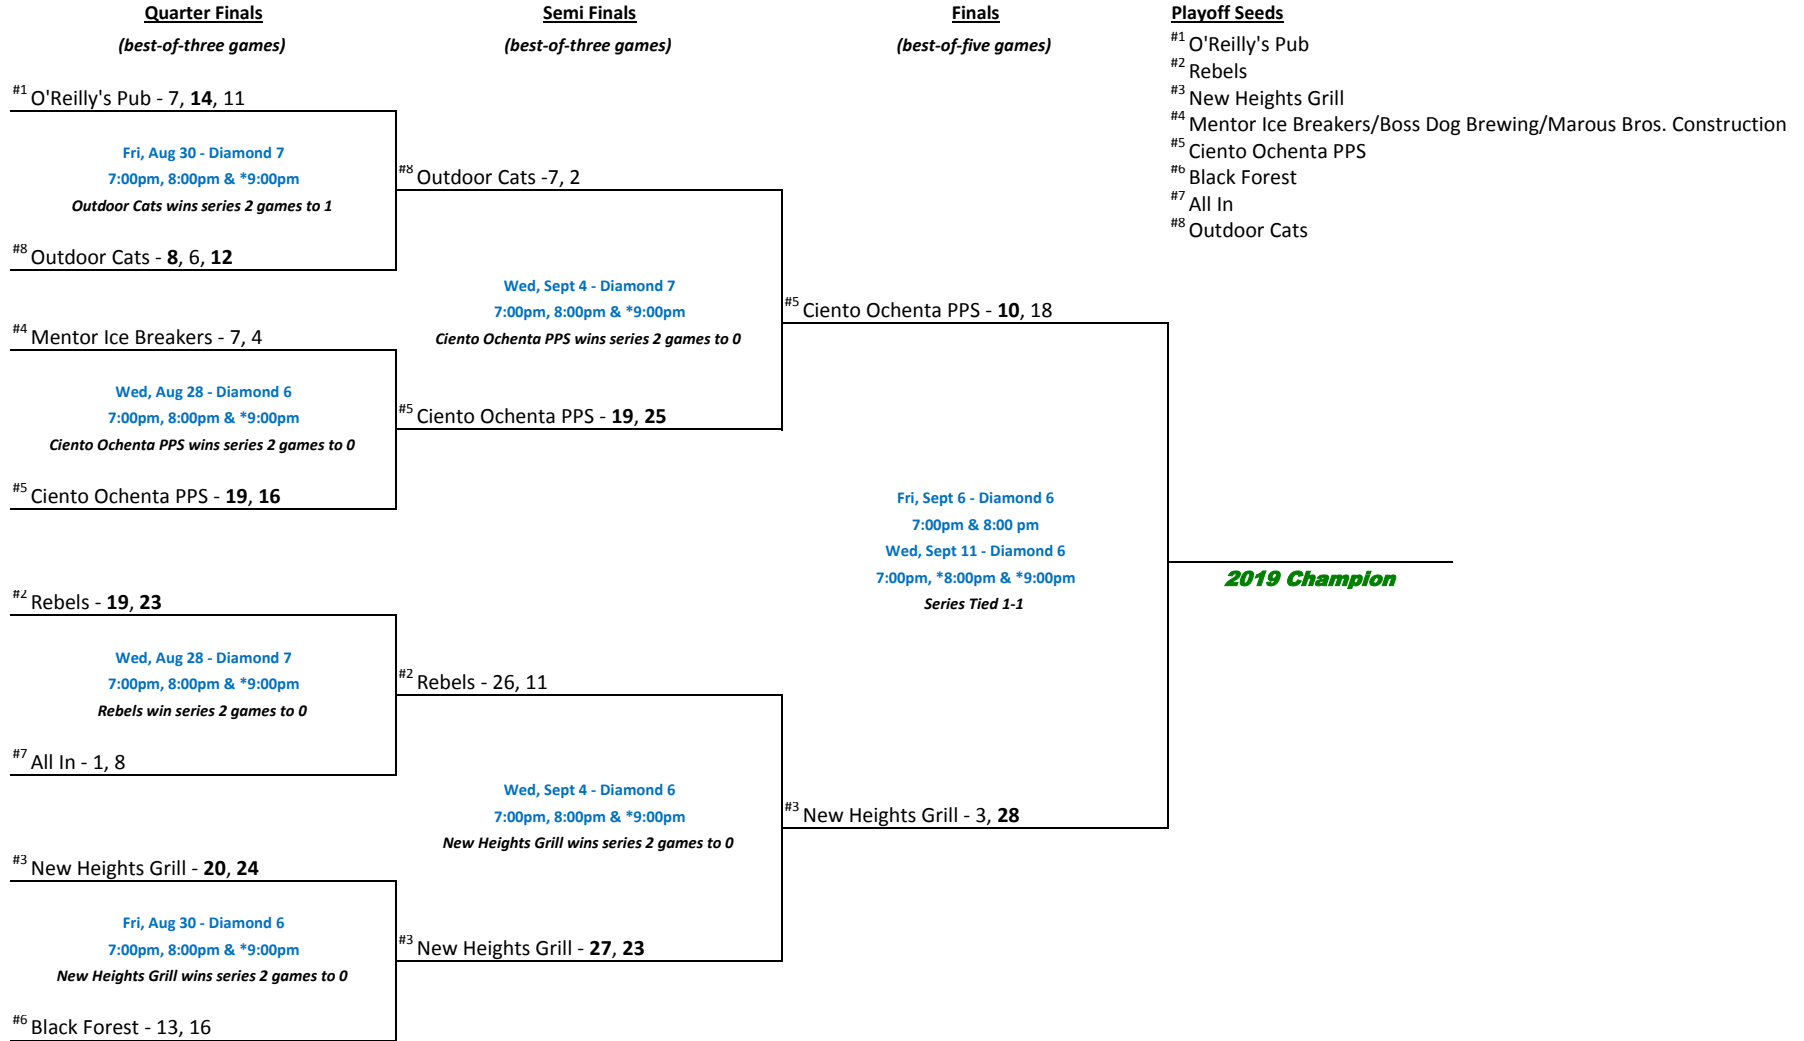 Quarter Finals
(best-of-three games)
#1 O'Reilly's Pub - 7, 14, 11
Fri, Aug 30 - Diamond 7
7:00pm, 8:00pm & *9:00pm
Outdoor Cats wins series 2 games to 1
#8 Outdoor Cats - 8, 6, 12
#4 Mentor Ice Breakers - 7, 4
Wed, Aug 28 - Diamond 6
7:00pm, 8:00pm & *9:00pm
Ciento Ochenta PPS wins series 2 games to 0
#5 Ciento Ochenta PPS - 19, 16
#2 Rebels - 19, 23
Wed, Aug 28 - Diamond 7
7:00pm, 8:00pm & *9:00pm
Rebels win series 2 games to 0
#7 All In - 1, 8
#3 New Heights Grill - 20, 24
Fri, Aug 30 - Diamond 6
7:00pm, 8:00pm & *9:00pm
New Heights Grill wins series 2 games to 0
#6 Black Forest - 13, 16
Semi Finals
(best-of-three games)
#8 Outdoor Cats -7, 2
Wed, Sept 4 - Diamond 7
7:00pm, 8:00pm & *9:00pm
Ciento Ochenta PPS wins series 2 games to 0
#5 Ciento Ochenta PPS - 19, 25
#2 Rebels - 26, 11
Wed, Sept 4 - Diamond 6
7:00pm, 8:00pm & *9:00pm
New Heights Grill wins series 2 games to 0
#3 New Heights Grill - 27, 23
Finals
(best-of-five games)
#5 Ciento Ochenta PPS - 10, 18
Fri, Sept 6 - Diamond 6
7:00pm & 8:00 pm
Wed, Sept 11 - Diamond 6
7:00pm, *8:00pm & *9:00pm
Series Tied 1-1
#3 New Heights Grill - 3, 28
Playoff Seeds
#1 O'Reilly's Pub
#2 Rebels
#3 New Heights Grill
#4 Mentor Ice Breakers/Boss Dog Brewing/Marous Bros. Construction
#5 Ciento Ochenta PPS
#6 Black Forest
#7 All In
#8 Outdoor Cats
2019 Champion